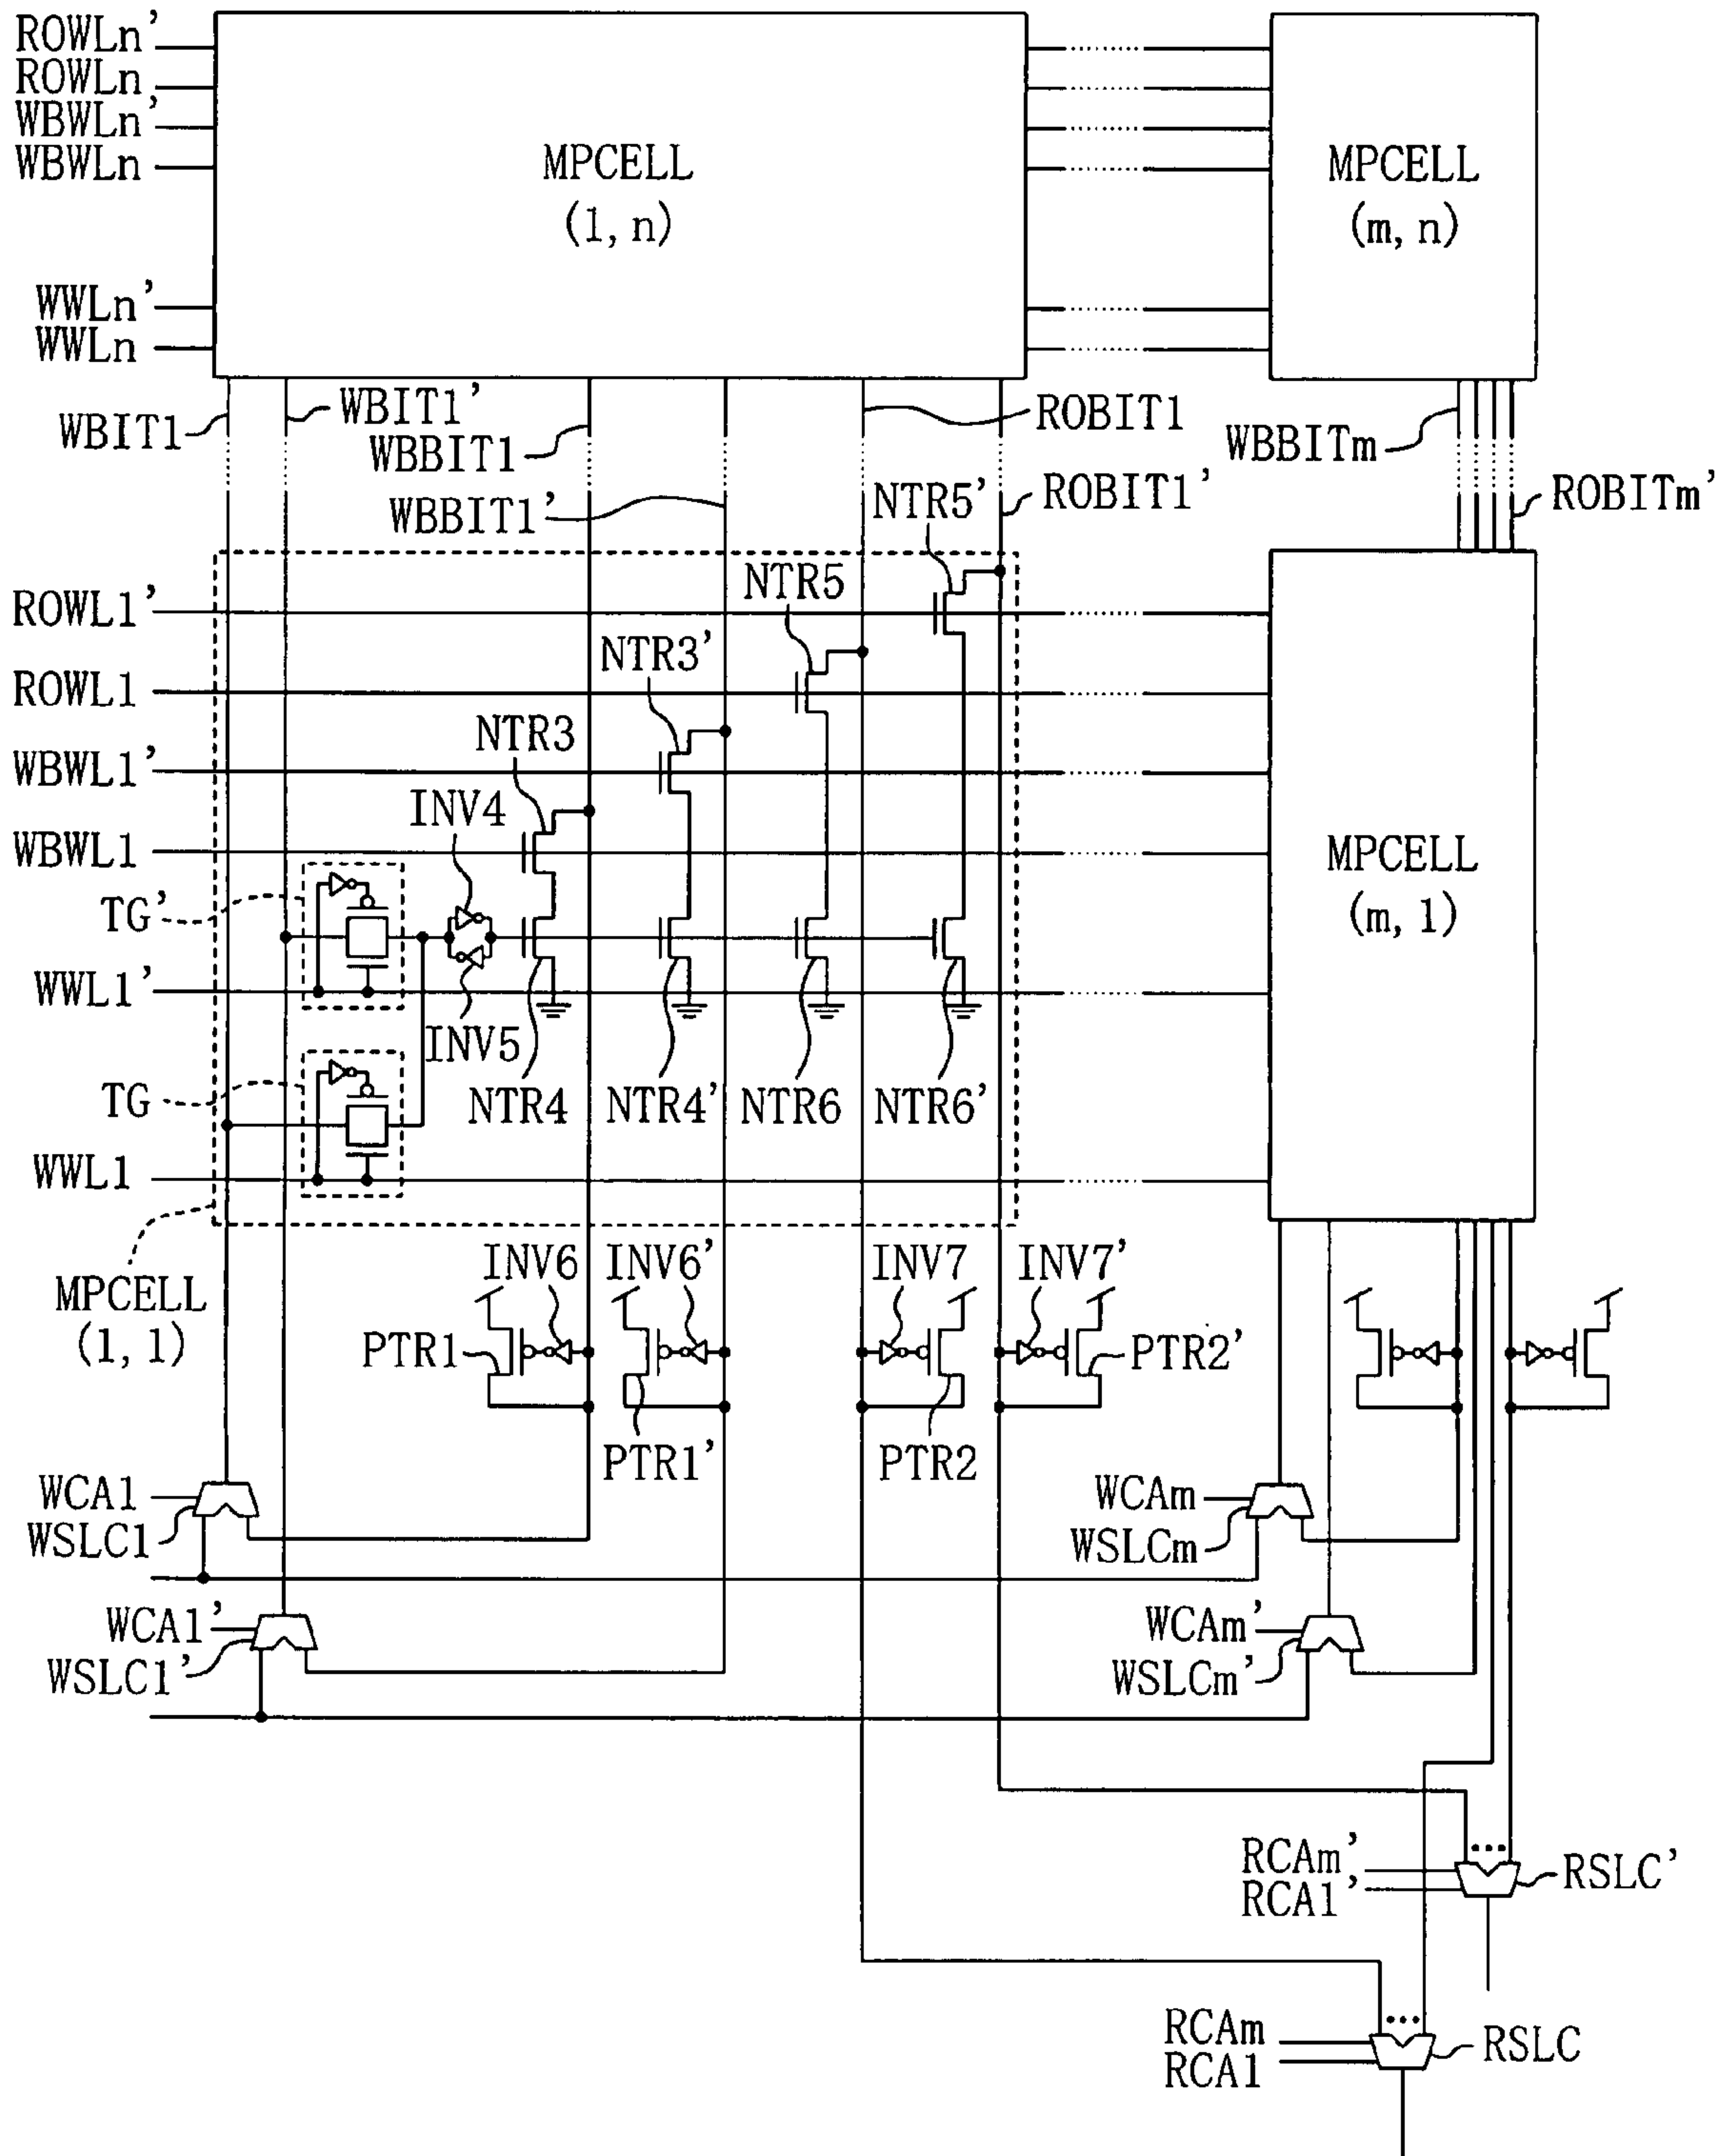 ROWLn'
ROWLn
WBWLn'
WBWLn
MPCELL
(1, n)
MPCELL
(m, n)
WWLn'
WWLn
WBIT1
WBIT1'
WBBIT1
WBBIT1'
ROBIT1
ROBIT1'
WBBITm
ROBITm'
NTR5'
NTR5
NTR3'
NTR3
INV4
ROWL1'
ROWL1
WBWL1'
WBWL1
TG'
WWL1'
TG
WWL1
INV5
NTR4
NTR4'
NTR6
NTR6'
MPCELL
(m, 1)
MPCELL
(1, 1)
INV6
INV6'
INV7
INV7'
PTR1
PTR2'
PTR1'
PTR2
WCA1
WSLC1
WCAm
WSLCm
WCA1'
WSLC1'
WCAm'
WSLCm'
RCAm'
RCA1'
RSLC'
RCAm
RCA1
RSLC